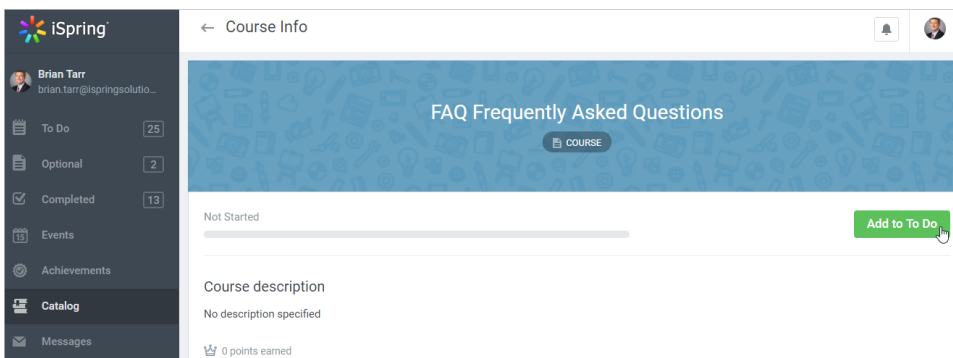 iSpring
← Course Info
Brian Tarr
brian.tarr@ispringsolutio...
To Do 25
Optional 2
Completed 13
15 Events
Achievements
Catalog
Messages
FAQ Frequently Asked Questions
COURSE
Not Started
Add to To Do
Course description
No description specified
0 points earned